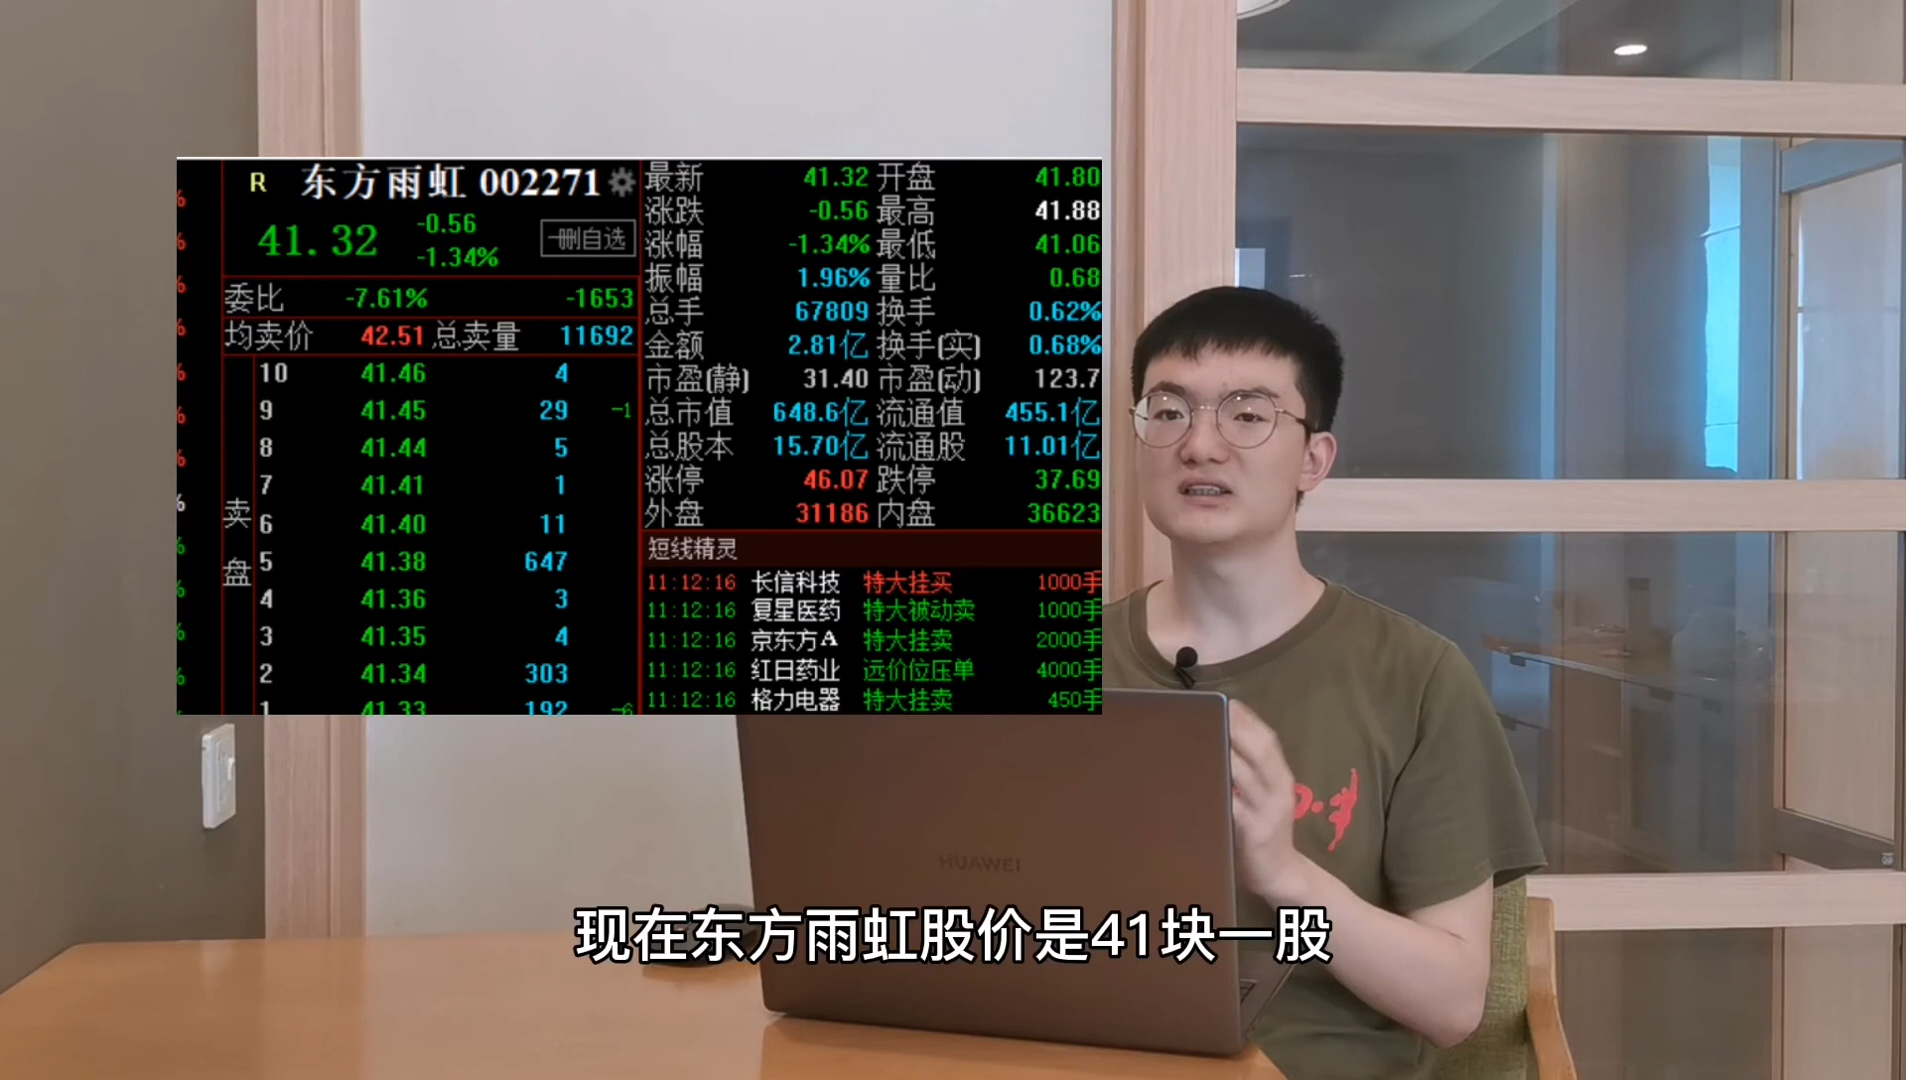 R 东方雨虹 002271
41.32 -0.56
-1.34% 一删自选
委比 -7.61% -1653
均卖价 42.51 总卖量 11692
卖盘
10 41.46 4
9 41.45 29 -1
8 41.44 5
7 41.41 1
6 41.40 11
5 41.38 647
4 41.36 3
3 41.35 4
2 41.34 303
1 41.33 192 -6
最新 41.32 开盘 41.80
涨跌 -0.56 最高 41.88
涨幅 -1.34% 最低 41.06
振幅 1.96% 量比 0.68
总手 67809 换手 0.62%
金额 2.81亿 换手(实) 0.68%
市盈(静) 31.40 市盈(动) 123.7
总市值 648.6亿 流通值 455.1亿
总股本 15.70亿 流通股 11.01亿
涨停 46.07 跌停 37.69
外盘 31186 内盘 36623
短线精灵
11:12:16 长信科技 特大挂买 1000手
11:12:16 复星医药 特大被动卖 1000手
11:12:16 京东方A 特大挂卖 2000手
11:12:16 红日药业 远价位压单 4000手
11:12:16 格力电器 特大挂卖 450手
HUAWEI
现在东方雨虹股价是41块一股